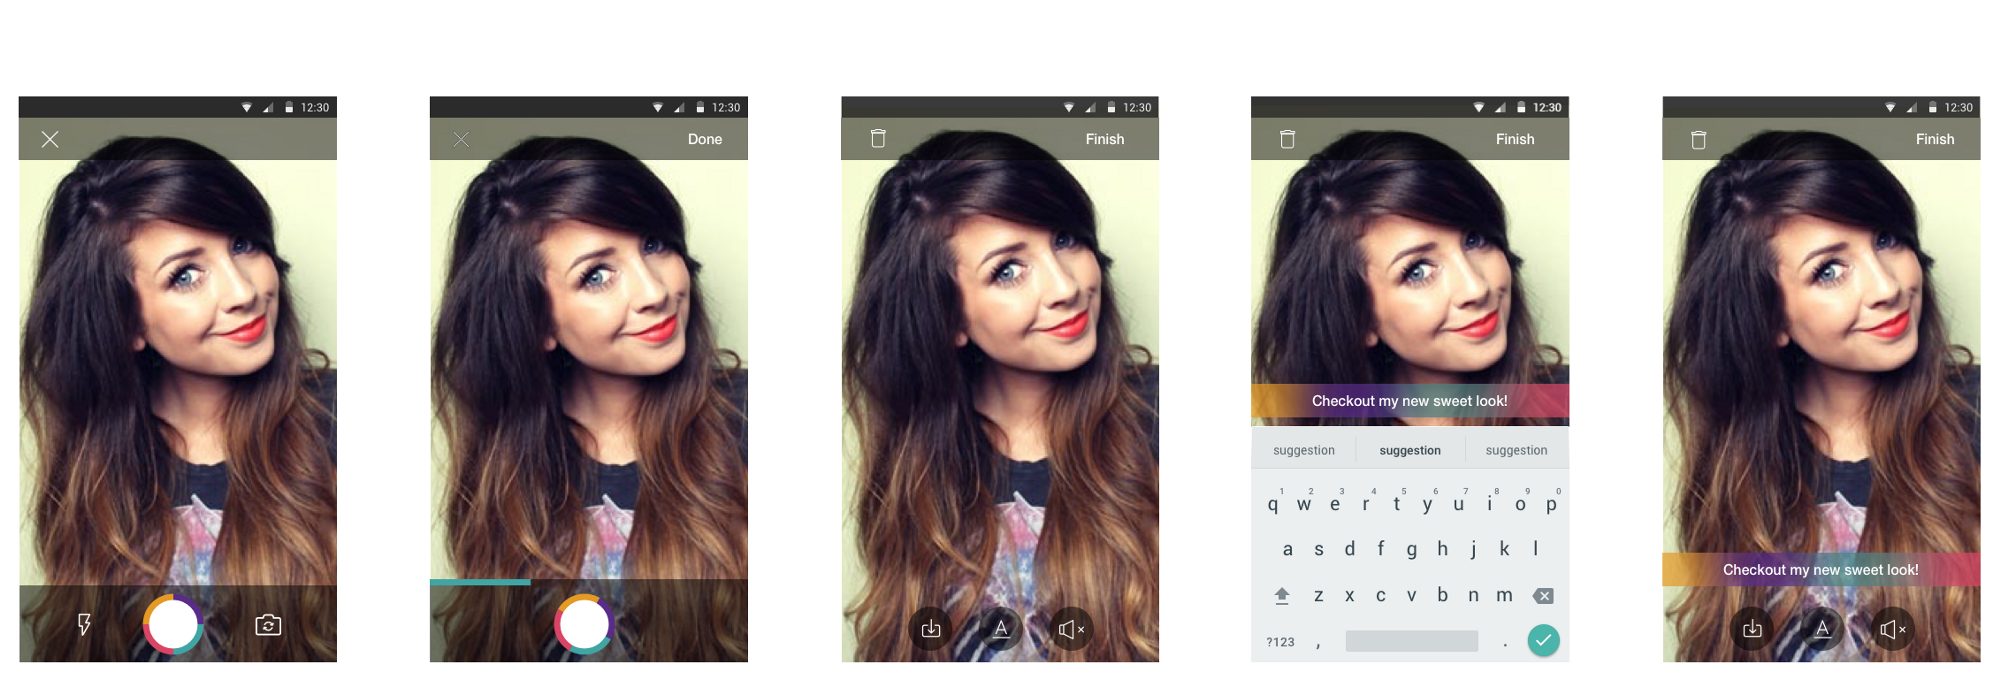 12:30
12:30
Done
12:30
Finish
12:30
Finish
Checkout my new sweet look!
suggestion suggestion suggestion
1 2 3 4 5 6 7 8 9 0
q w e r t y u i o p
a s d f g h j k l
z x c v b n m
?123 , .
12:30
Finish
Checkout my new sweet look!
A
A